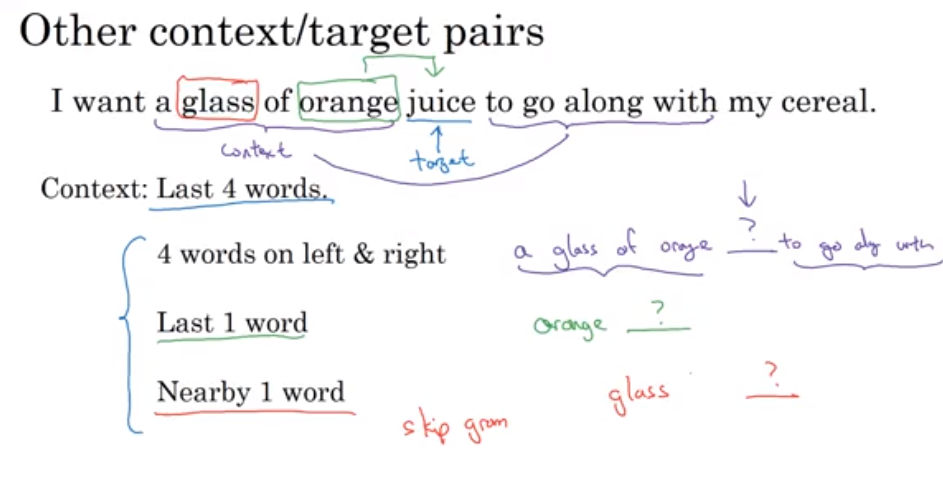 Other context/target pairs
I want a glass of orange juice to go along with my cereal.
context
target
Context: Last 4 words.
4 words on left & right
a glass of orange ? to go alg with
Last 1 word
orange ?
Nearby 1 word
glass ?
skip gram